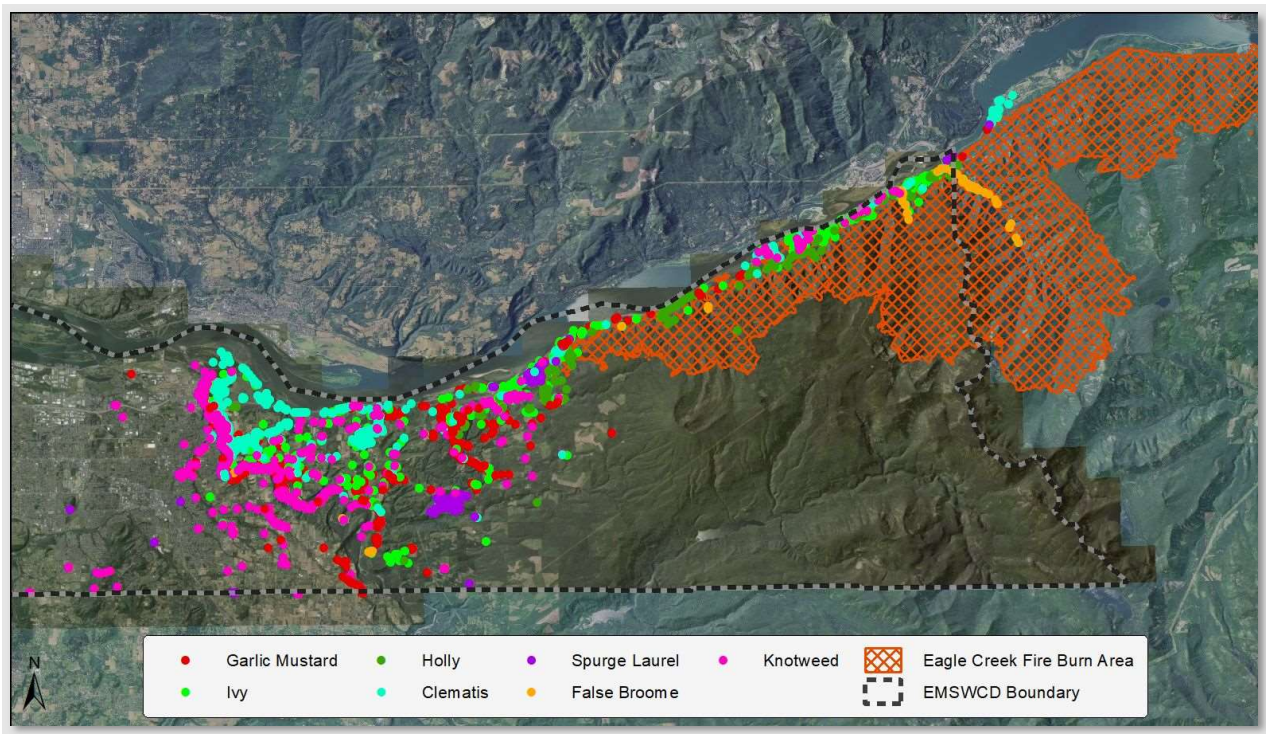 N
Garlic Mustard Holly Spurge Laurel Knotweed Eagle Creek Fire Burn Area
Ivy Clematis False Broome EMSWCD Boundary